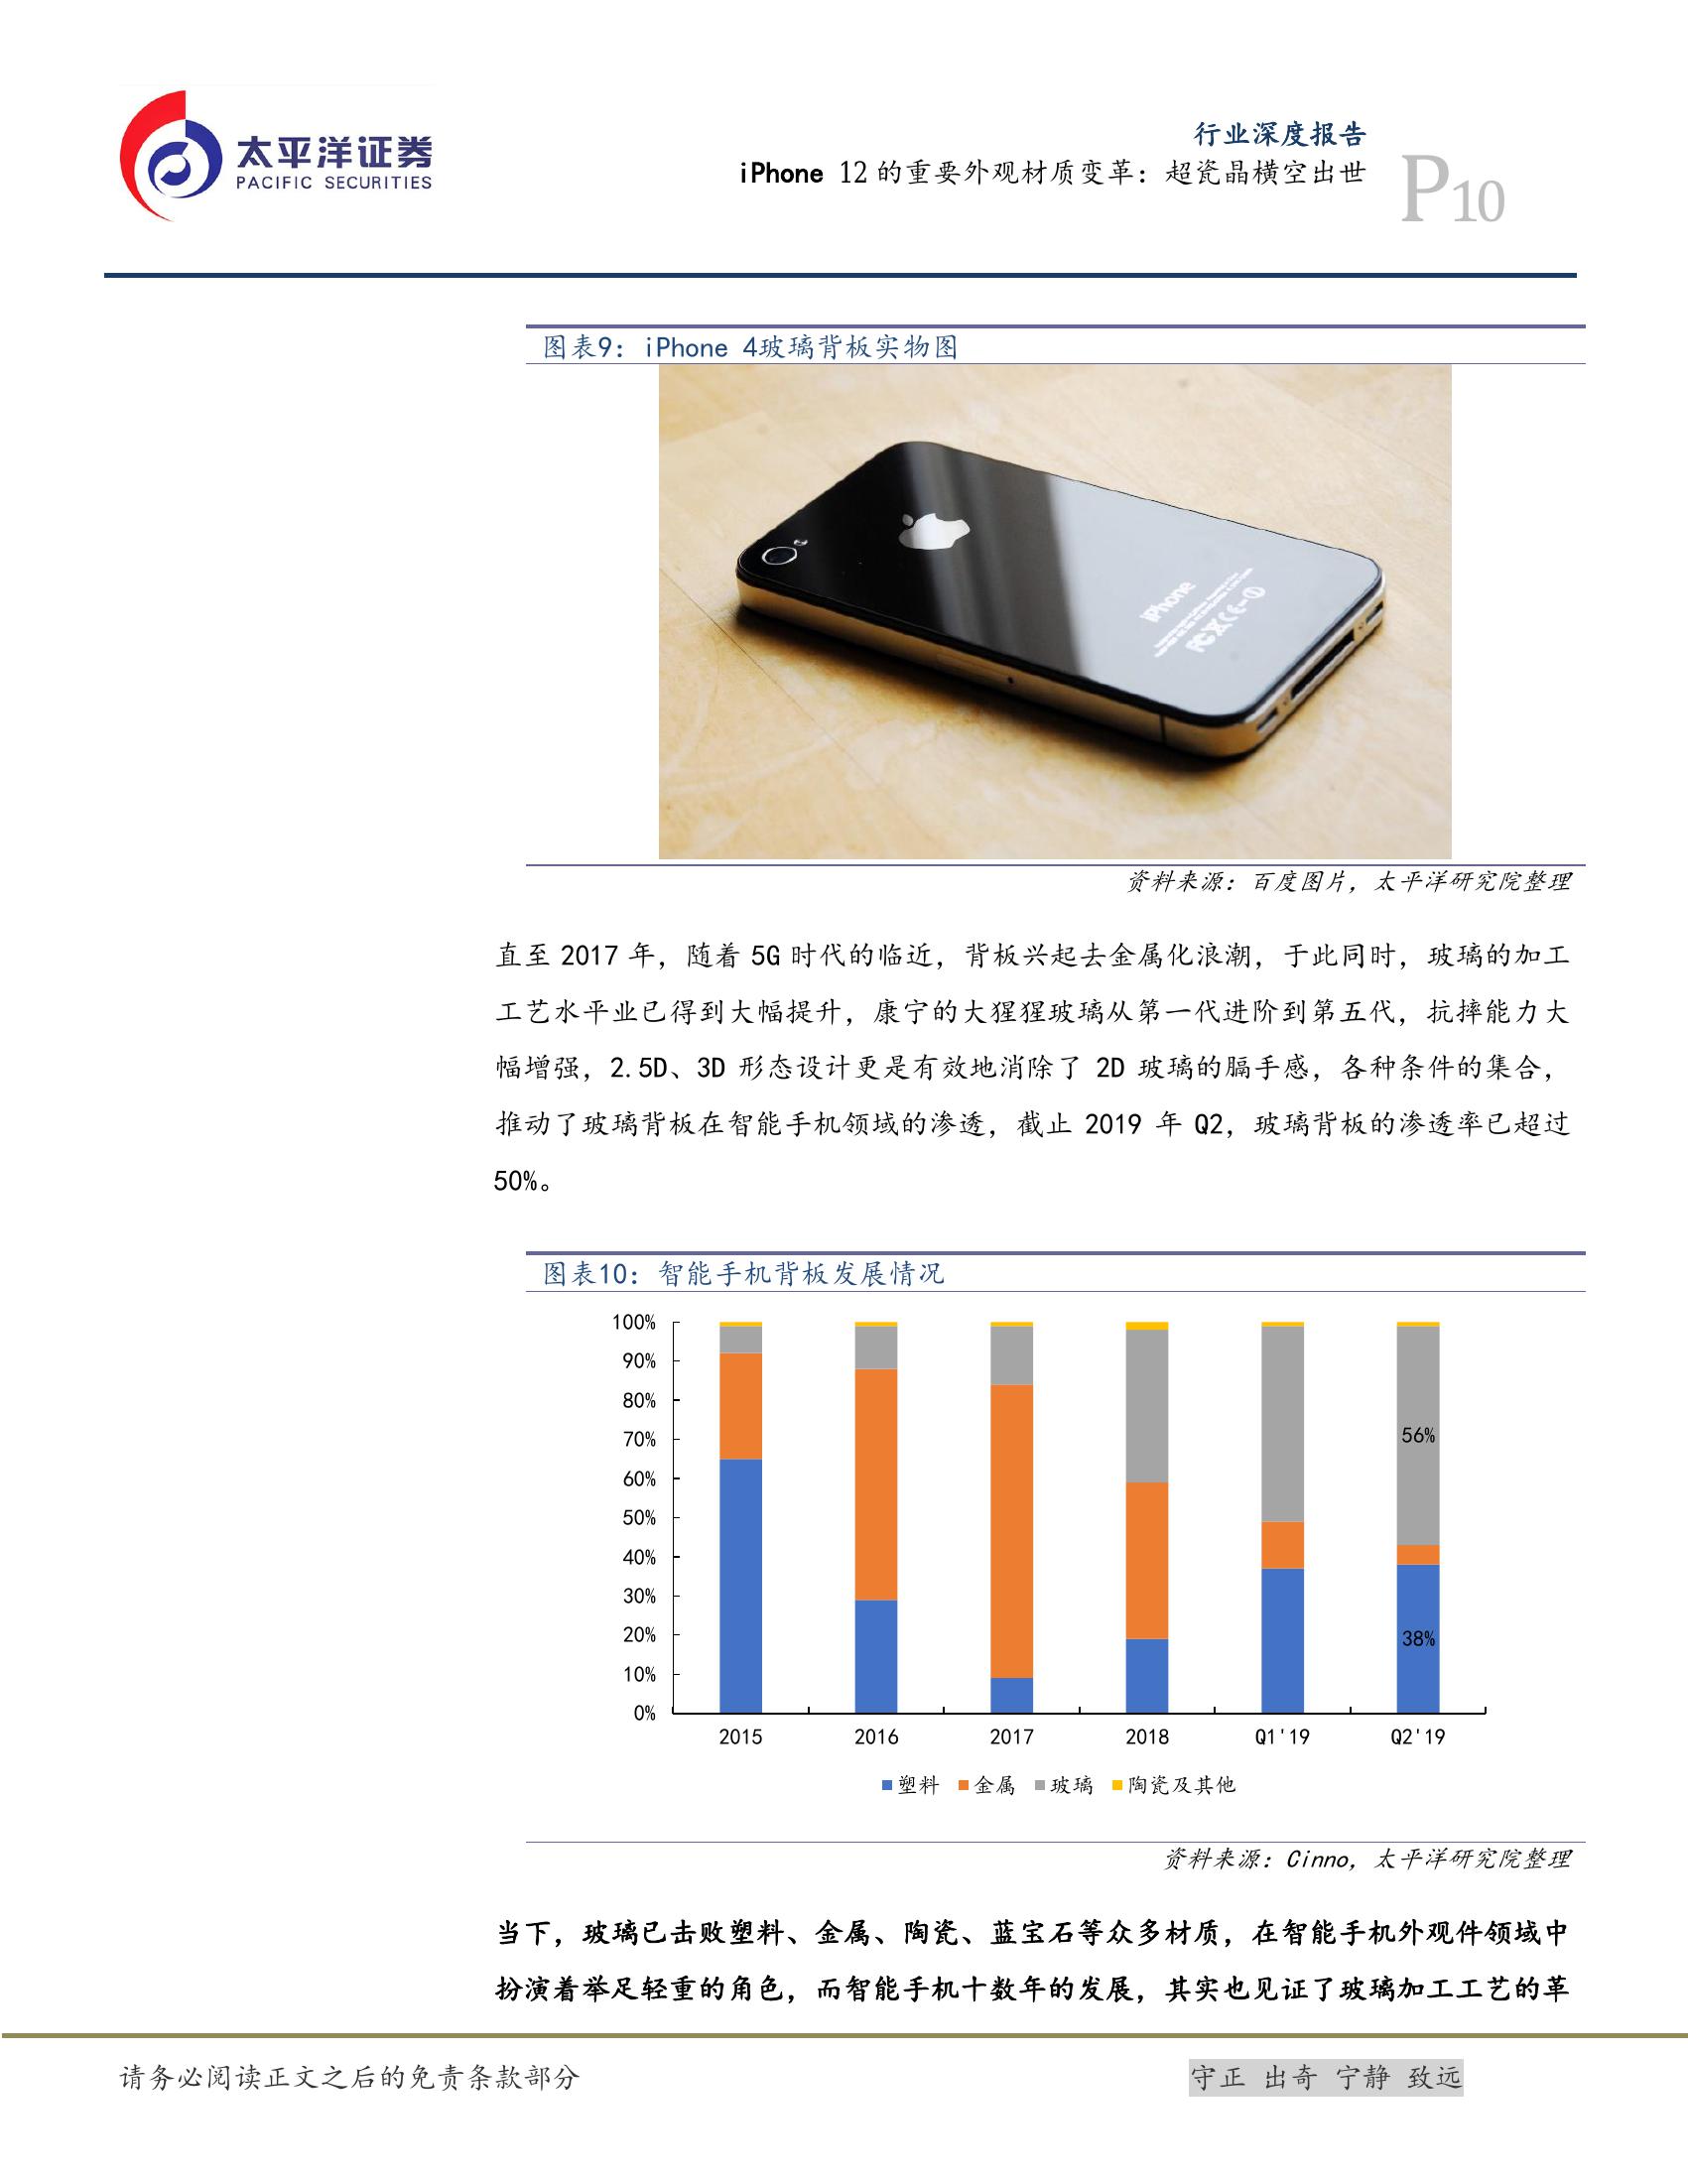 太平洋证券
PACIFIC SECURITIES
行业深度报告
iPhone 12 的重要外观材质变革：超瓷晶横空出世
P10
图表9：iPhone 4玻璃背板实物图
iPhone
资料来源：百度图片，太平洋研究院整理
直至 2017 年，随着 5G 时代的临近，背板兴起去金属化浪潮，于此同时，玻璃的加工
工艺水平业已得到大幅提升，康宁的大猩猩玻璃从第一代进阶到第五代，抗摔能力大
幅增强，2.5D、3D 形态设计更是有效地消除了 2D 玻璃的膈手感，各种条件的集合，
推动了玻璃背板在智能手机领域的渗透，截止 2019 年 Q2，玻璃背板的渗透率已超过
50%。
图表10：智能手机背板发展情况
100%
90%
80%
70%
60%
50%
40%
30%
20%
10%
0%
56%
38%
2015 2016 2017 2018 Q1'19 Q2'19
塑料 金属 玻璃 陶瓷及其他
资料来源：Cinno，太平洋研究院整理
当下，玻璃已击败塑料、金属、陶瓷、蓝宝石等众多材质，在智能手机外观件领域中
扮演着举足轻重的角色，而智能手机十数年的发展，其实也见证了玻璃加工工艺的革
请务必阅读正文之后的免责条款部分
守正 出奇 宁静 致远